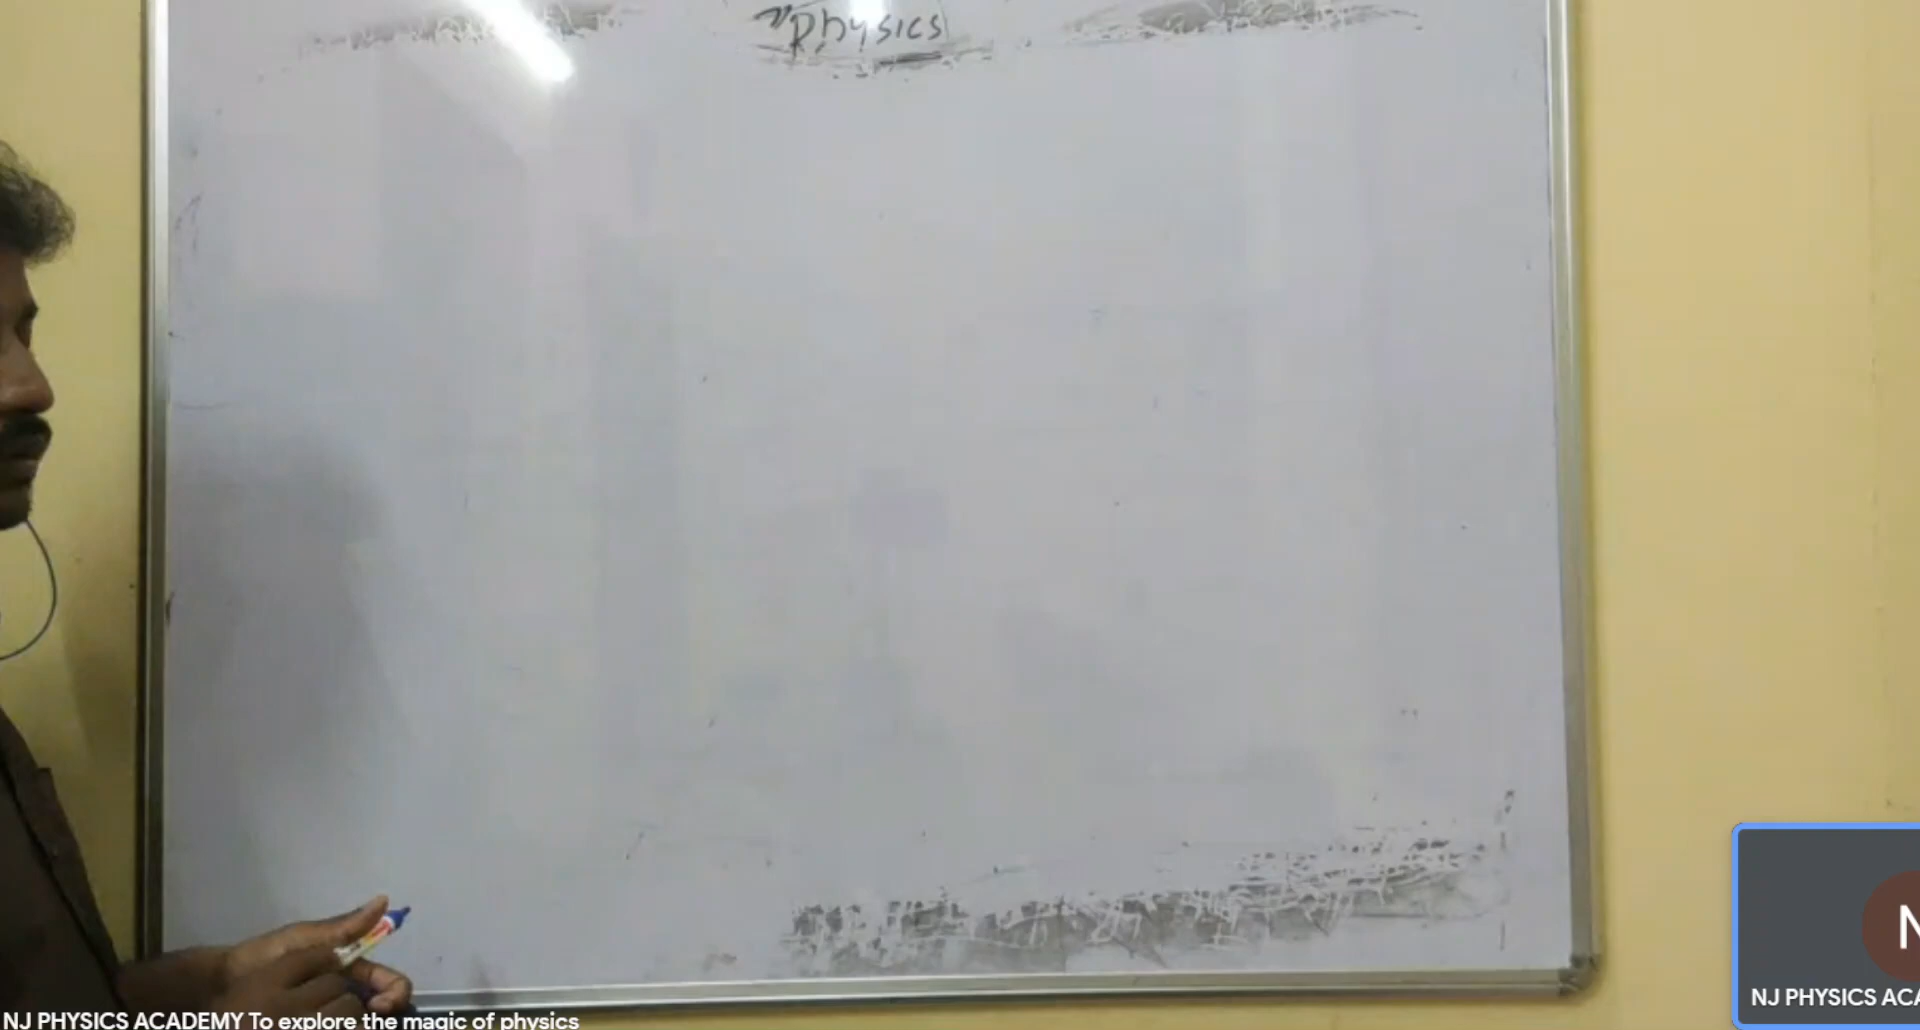 "Physics
NJ PHYSICS ACADEMY To explore the magic of physics
N
NJ PHYSICS ACA